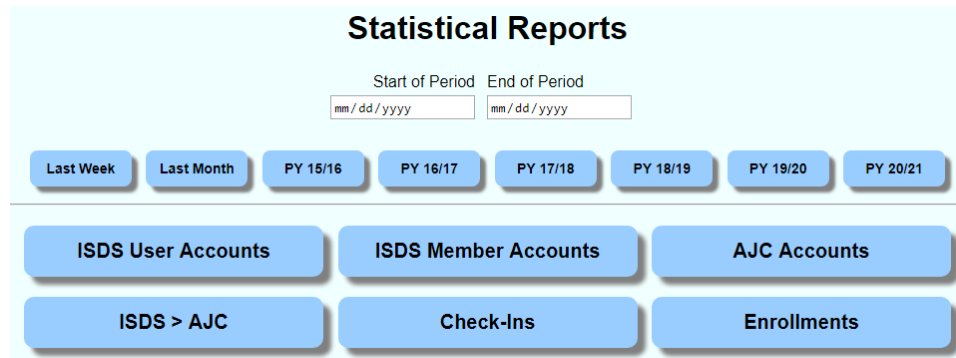 Statistical Reports
Start of Period End of Period
mm/dd/yyyy mm/dd/yyyy
Last Week Last Month PY 15/16 PY 16/17 PY 17/18 PY 18/19 PY 19/20 PY 20/21
ISDS User Accounts ISDS Member Accounts AJC Accounts
ISDS > AJC Check-Ins Enrollments